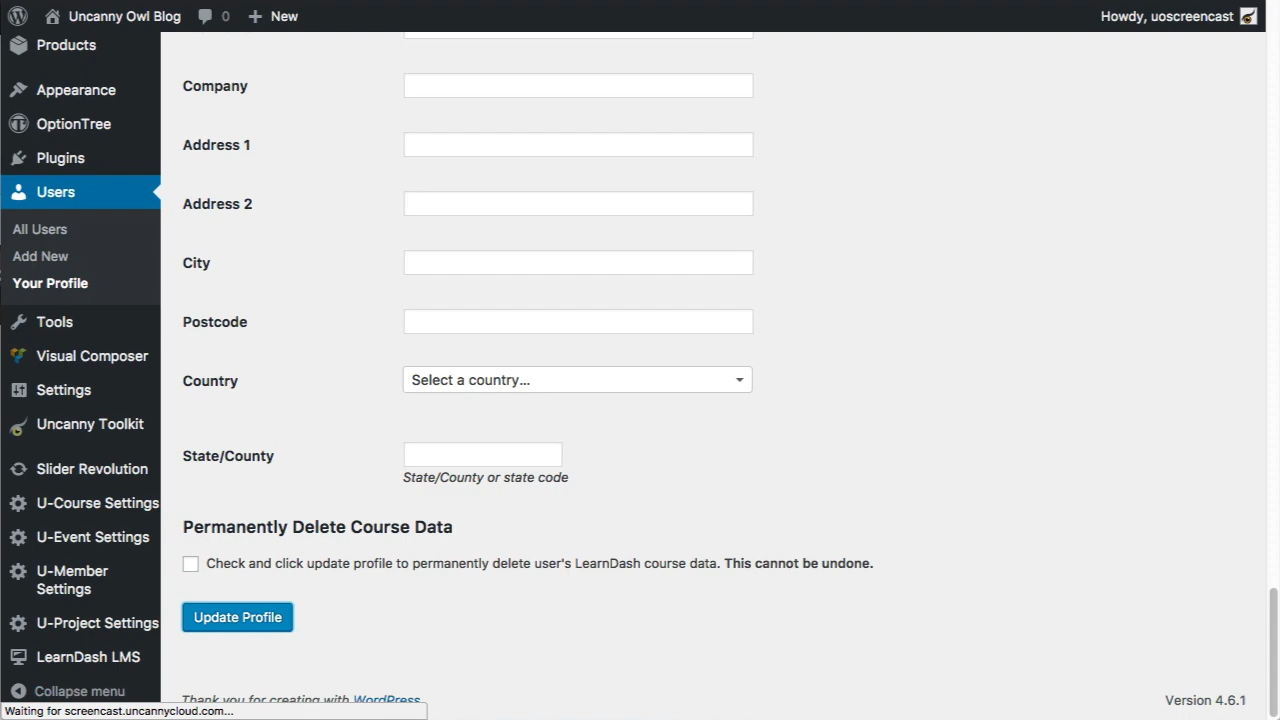 Uncanny Owl Blog
0
New
Howdy, uoscreencast
Products
Appearance
OptionTree
Plugins
Users
All Users
Add New
Your Profile
Tools
Visual Composer
Settings
Uncanny Toolkit
Slider Revolution
U-Course Settings
U-Event Settings
U-Member
Settings
U-Project Settings
LearnDash LMS
Collapse menu
Company
Address 1
Address 2
City
Postcode
Country
Select a country...
State/County
State/County or state code
Permanently Delete Course Data
Check and click update profile to permanently delete user's LearnDash course data. This cannot be undone.
Update Profile
Thank you for creating with WordPress
Version 4.6.1
Waiting for screencast.uncannycloud.com...